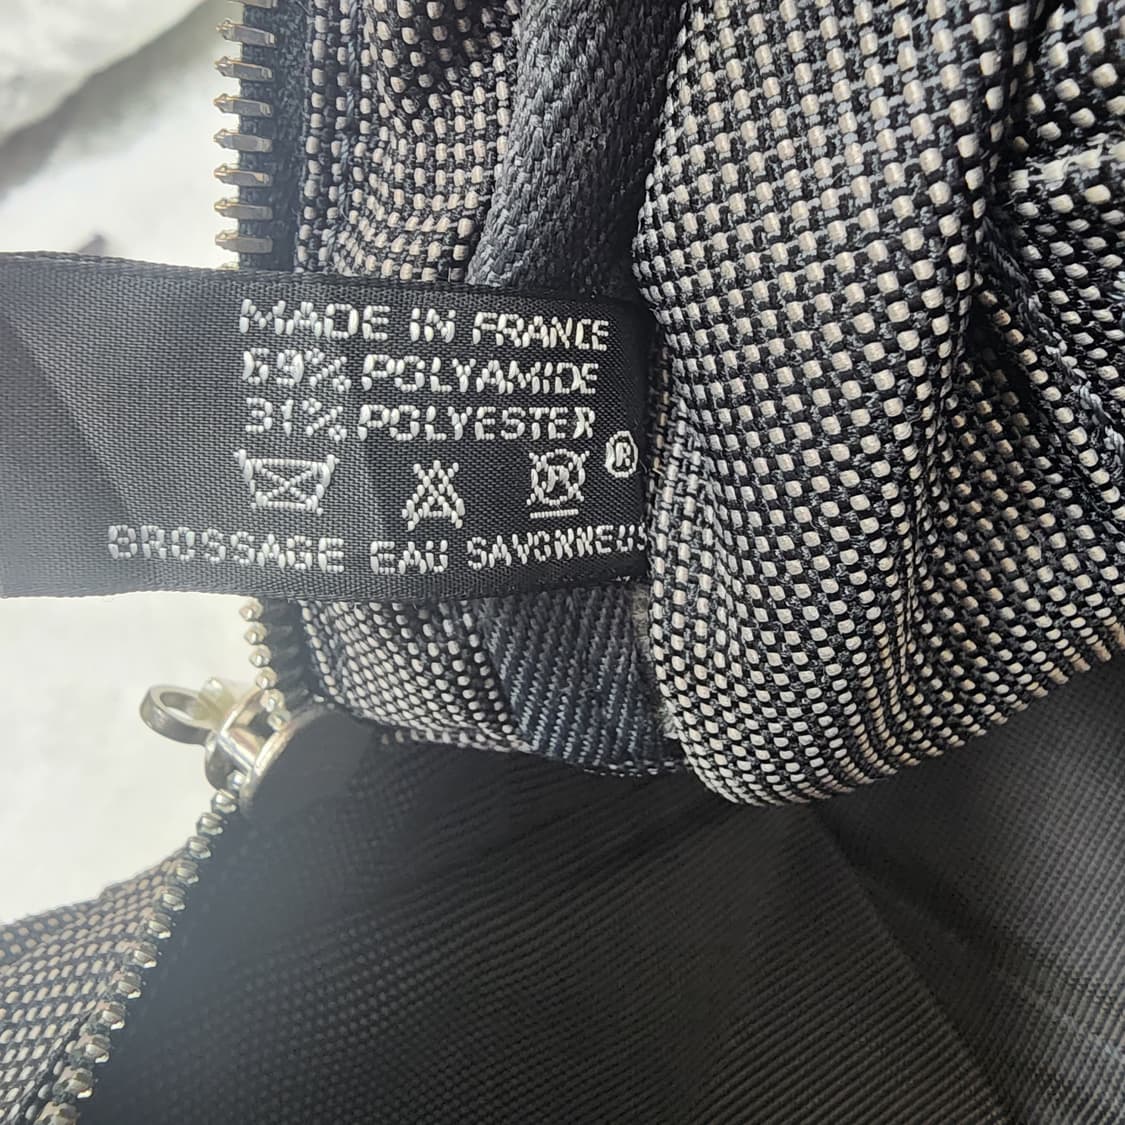 MADE IN FRANCE
69% POLYAMIDE
31% POLYESTER
®
BROSSAGE EAU SAVONNEUS